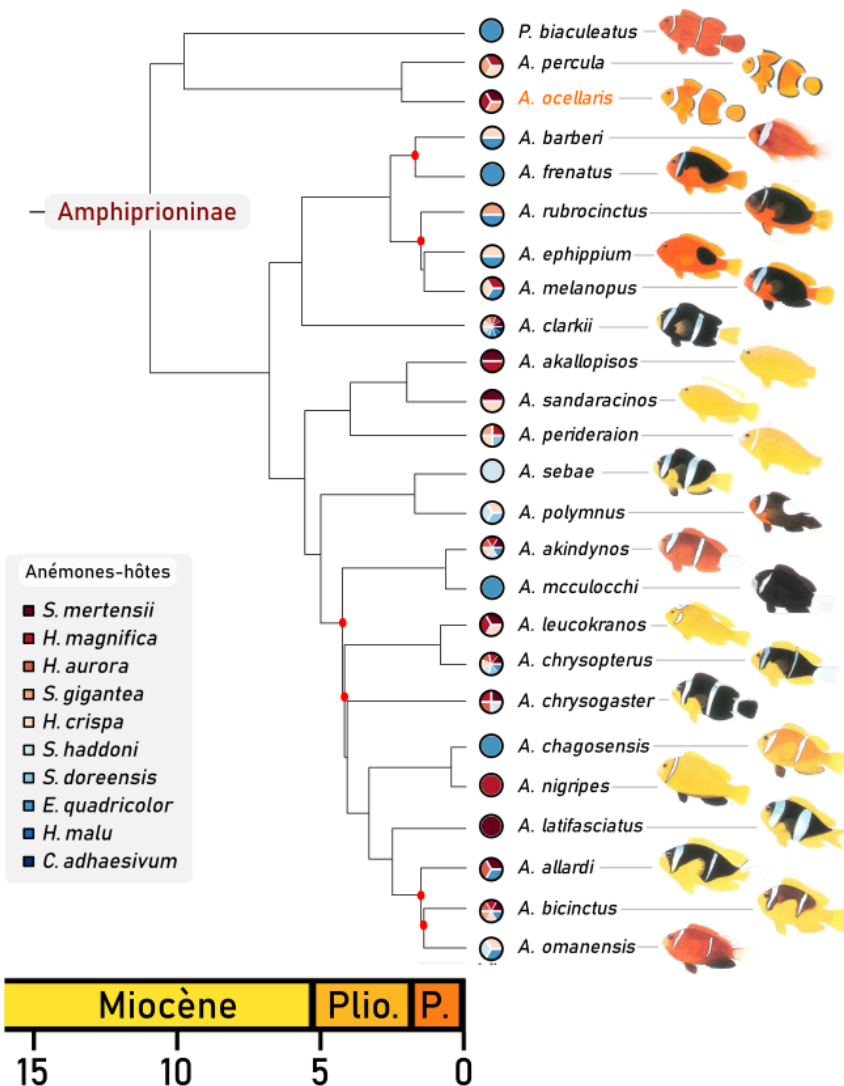 P. biaculeatus
A. percula
A. ocellaris
A. barberi
A. frenatus
Amphiprioninae
A. rubrocinctus
A. ephippium
A. melanopus
A. clarkii
A. akallopisos
A. sandaracinos
A. perideraion
A. sebae
A. polymnus
A. akindynos
A. mcculocchi
A. leucokranos
A. chrysopterus
A. chrysogaster
A. chagosensis
A. nigripes
A. latifasciatus
A. allardi
A. bicinctus
A. omanensis
Anémones-hôtes
S. mertensii
H. magnifica
H. aurora
S. gigantea
H. crispa
S. haddoni
S. doreensis
E. quadricolor
H. malu
C. adhaesivum
Miocène Plio. P.
15 10 5 0